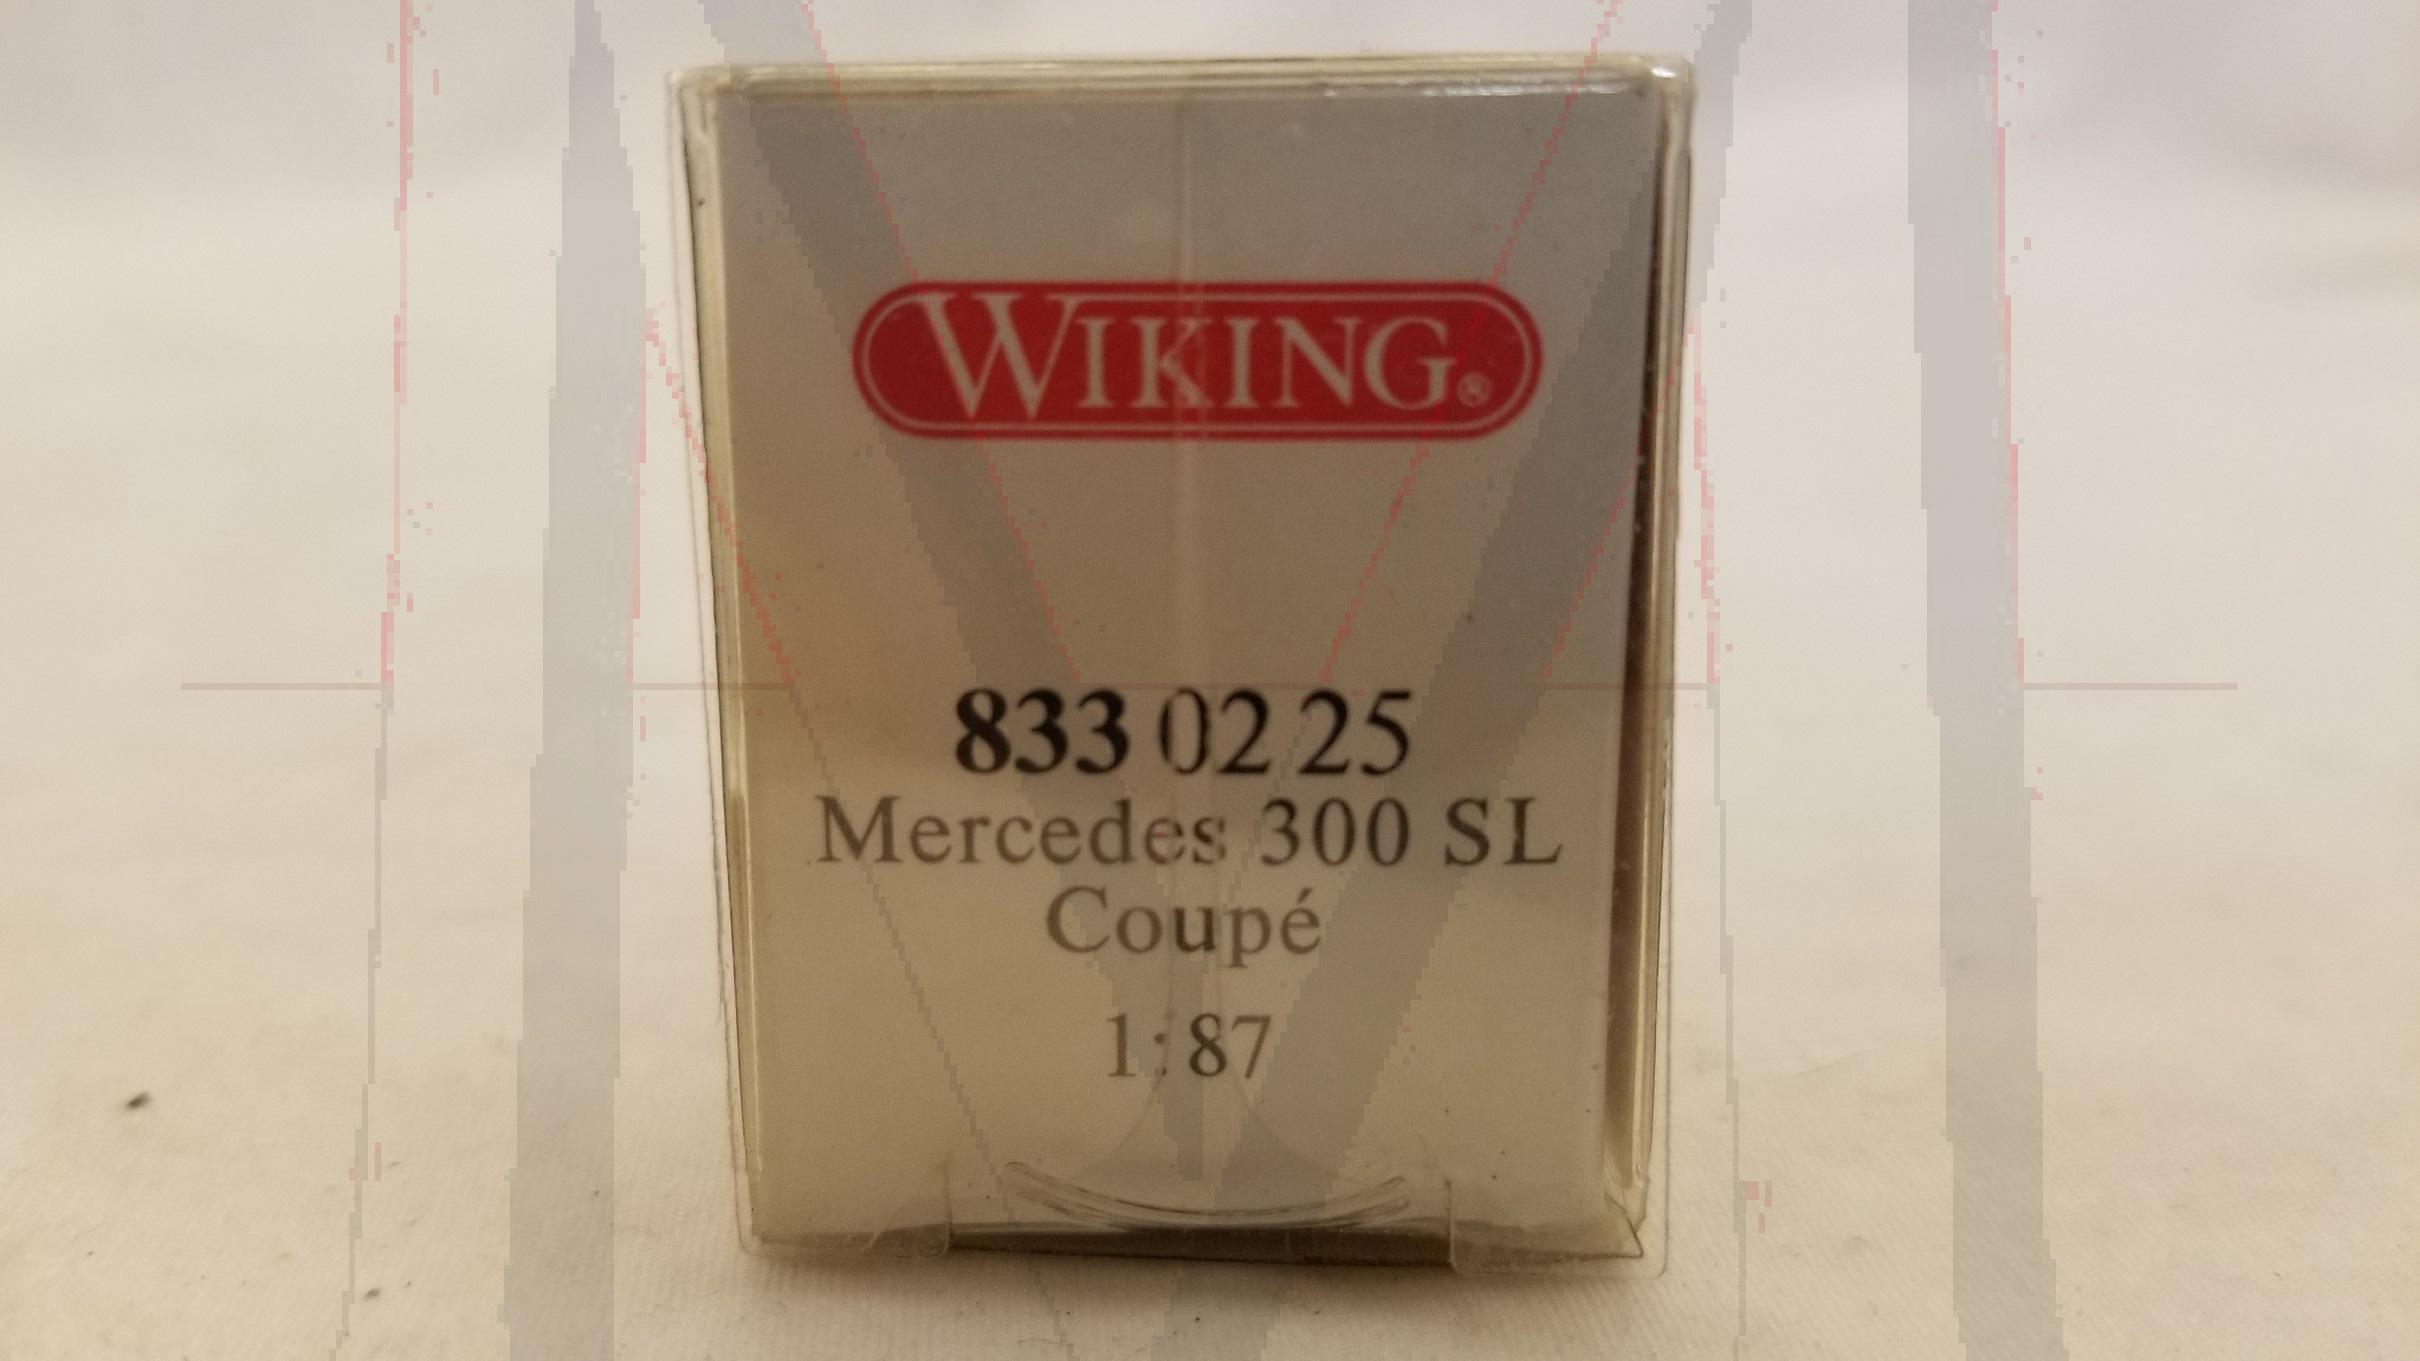 WIKING®
833 02 25
Mercedes 300 SL
Coupé
1:87